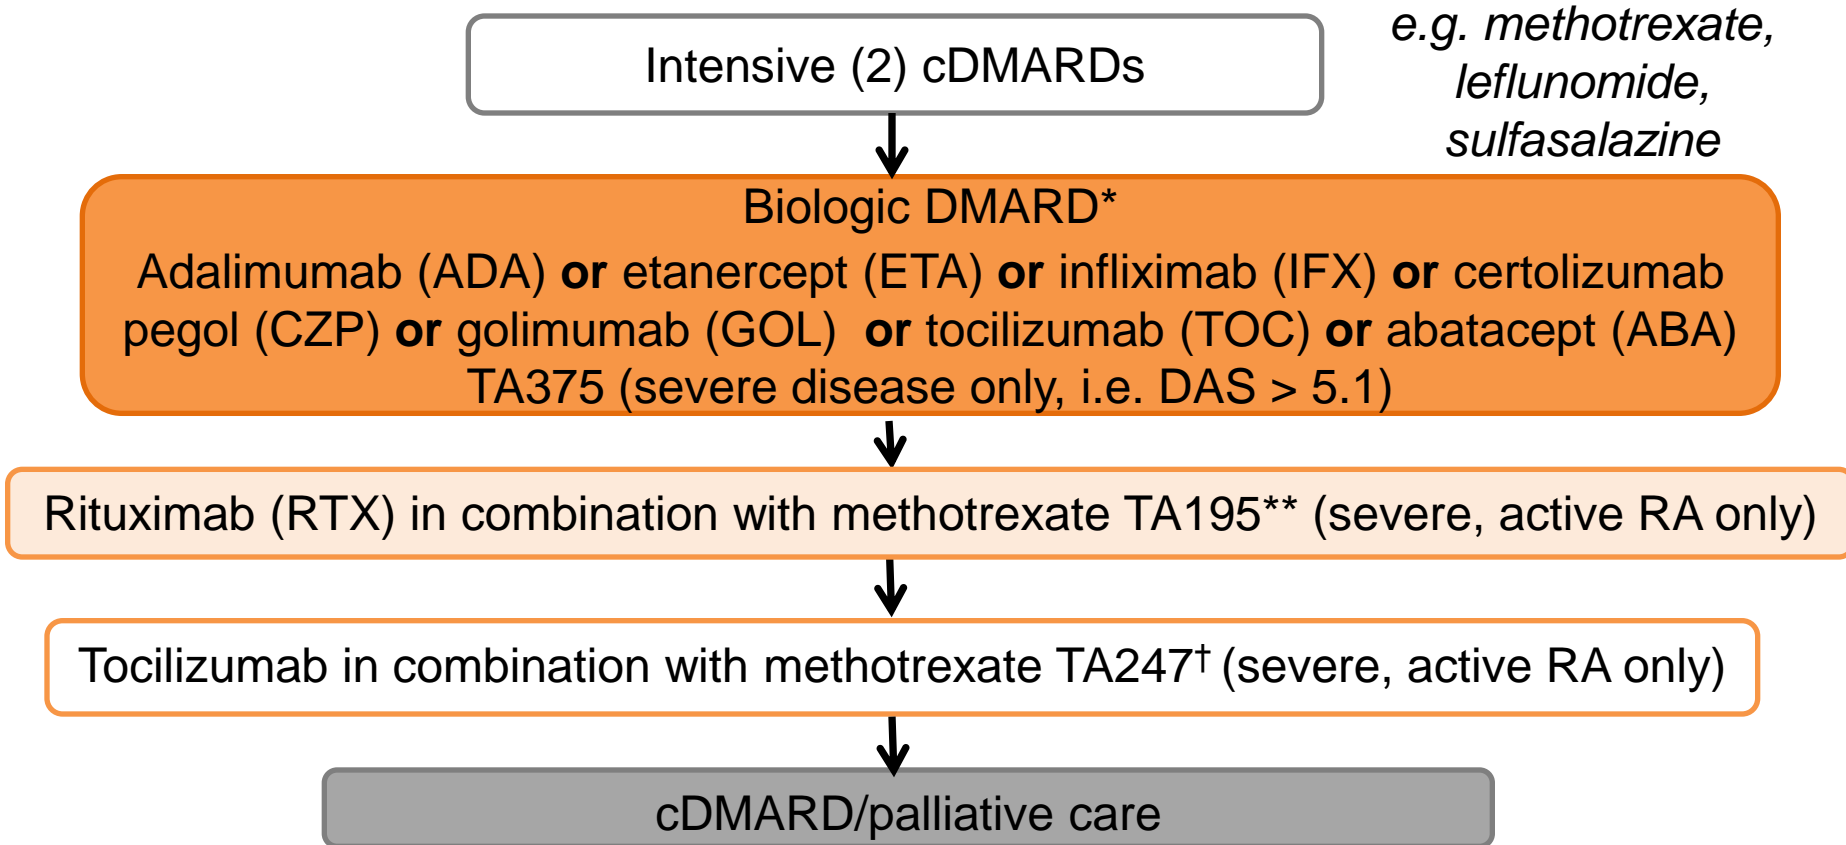 Intensive (2) cDMARDs
e.g. methotrexate,
leflunomide,
sulfasalazine
Biologic DMARD*
Adalimumab (ADA) or etanercept (ETA) or infliximab (IFX) or certolizumab
pegol (CZP) or golimumab (GOL) or tocilizumab (TOC) or abatacept (ABA)
TA375 (severe disease only, i.e. DAS > 5.1)
Rituximab (RTX) in combination with methotrexate TA195** (severe, active RA only)
Tocilizumab in combination with methotrexate TA247† (severe, active RA only)
cDMARD/palliative care